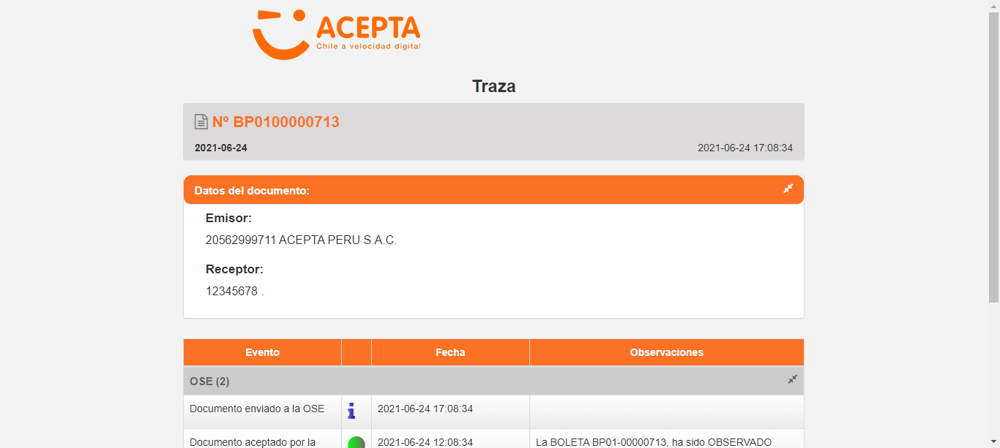 ACEPTA
Chile a velocidad digital
Traza
Nº BP0100000713
2021-06-24
2021-06-24 17:08:34
Datos del documento:
Emisor:
20562999711 ACEPTA PERU S.A.C.
Receptor:
12345678 .
Evento
Fecha
Observaciones
OSE (2)
Documento enviado a la OSE
2021-06-24 17:08:34
Documento aceptado por la
2021-06-24 12:08:34
La BOLETA BP01-00000713, ha sido OBSERVADO